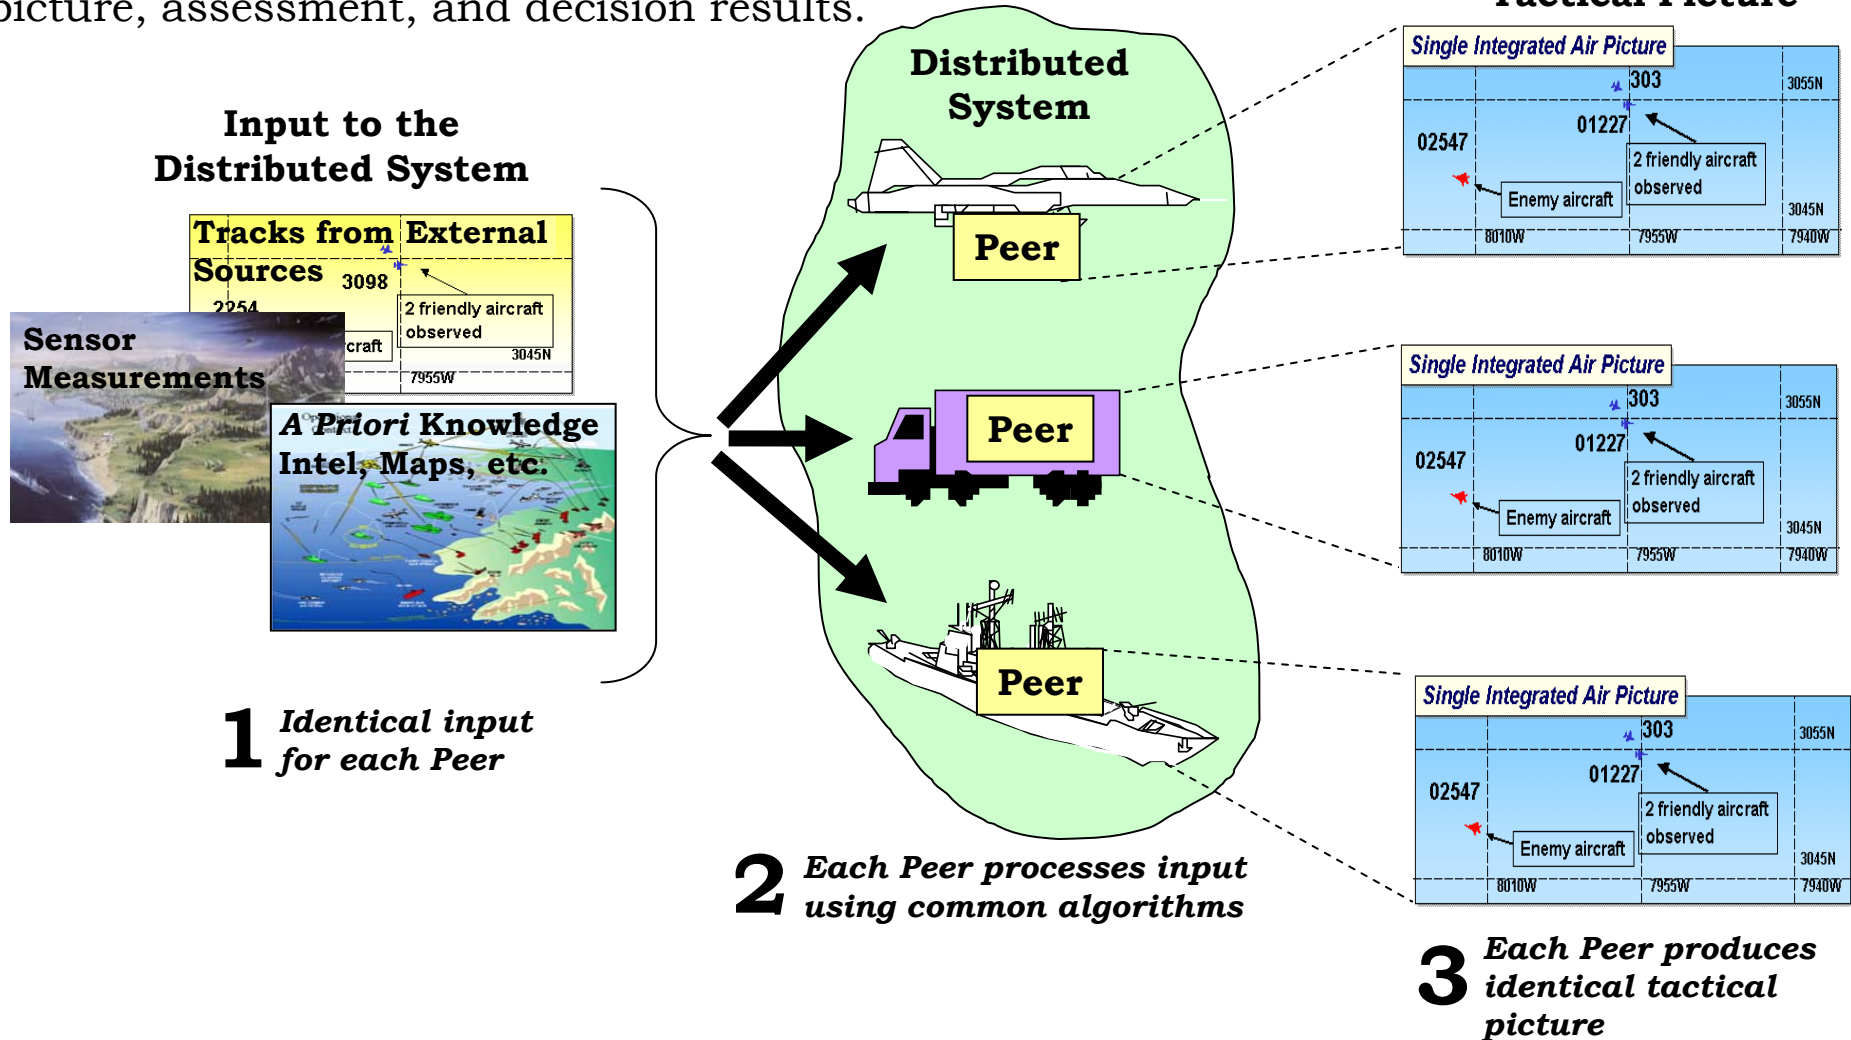 picture, assessment, and decision results.
Tactical Picture
Input to the
Distributed System
Tracks from External
Sources
3098
2254
2 friendly aircraft
observed
craft
3045N
7955W
Sensor
Measurements
A Priori Knowledge
Intel, Maps, etc.
1 Identical input
for each Peer
Distributed
System
Peer
Peer
Peer
2 Each Peer processes input
using common algorithms
Single Integrated Air Picture
303
3055N
01227
02547
2 friendly aircraft
observed
Enemy aircraft
3045N
8010W 7955W 7940W
Single Integrated Air Picture
303
3055N
01227
02547
2 friendly aircraft
observed
Enemy aircraft
3045N
8010W 7955W 7940W
Single Integrated Air Picture
303
3055N
01227
02547
2 friendly aircraft
observed
Enemy aircraft
3045N
8010W 7955W 7940W
3 Each Peer produces
identical tactical
picture